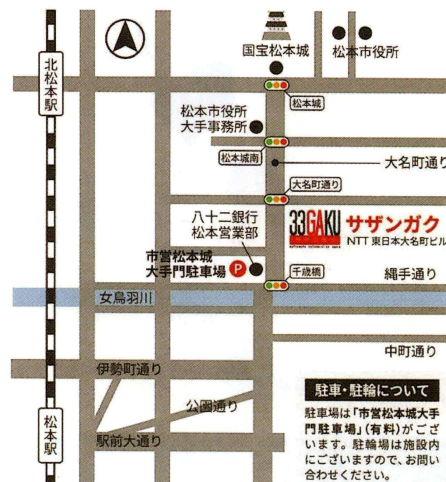 国宝松本城
松本市役所
北松本駅
松本城
松本市役所
大手事務所
松本城南
大名町通り
大名町通り
八十二銀行
松本営業部
33GAKU
サザンガク
NTT 東日本大名町ビル
市営松本城
大手門駐車場
P
千歳橋
縄手通り
女鳥羽川
中町通り
伊勢町通り
公園通り
松本駅
駅前大通り
駐車・駐輪について
駐車場は「市営松本城大手
門駐車場」(有料)がござ
います。駐輪場は施設内
にございますので、お問い
合わせください。